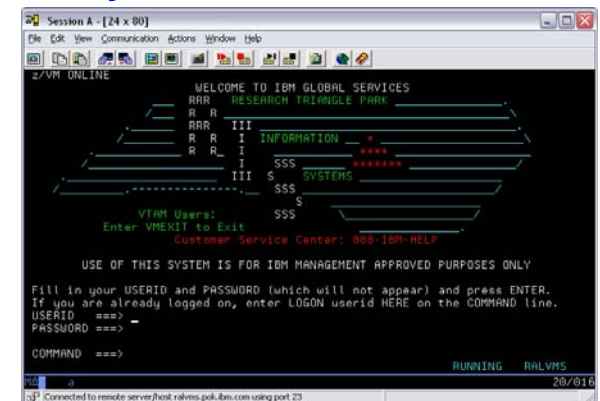 Session A - [24 x 80]
File Edit View Communication Actions Window Help
z/VM ONLINE
WELCOME TO IBM GLOBAL SERVICES
RRR RESEARCH TRIANGLE PARK
R R
RRR III
R R I INFORMATION *
R R_ I ****
I SSS *******
III S SYSTEMS
SSS
S
VTAM Users: SSS
Enter VMEXIT to Exit
Customer Service Center: 888-IBM-HELP
USE OF THIS SYSTEM IS FOR IBM MANAGEMENT APPROVED PURPOSES ONLY
Fill in your USERID and PASSWORD (which will not appear) and press ENTER.
If you are already logged on, enter LOGON userid HERE on the COMMAND line.
USERID ===> _
PASSWORD ===>
COMMAND ===>
RUNNING RALVMS
MA a 20/016
Connected to remote server/host ralvms.pok.ibm.com using port 23